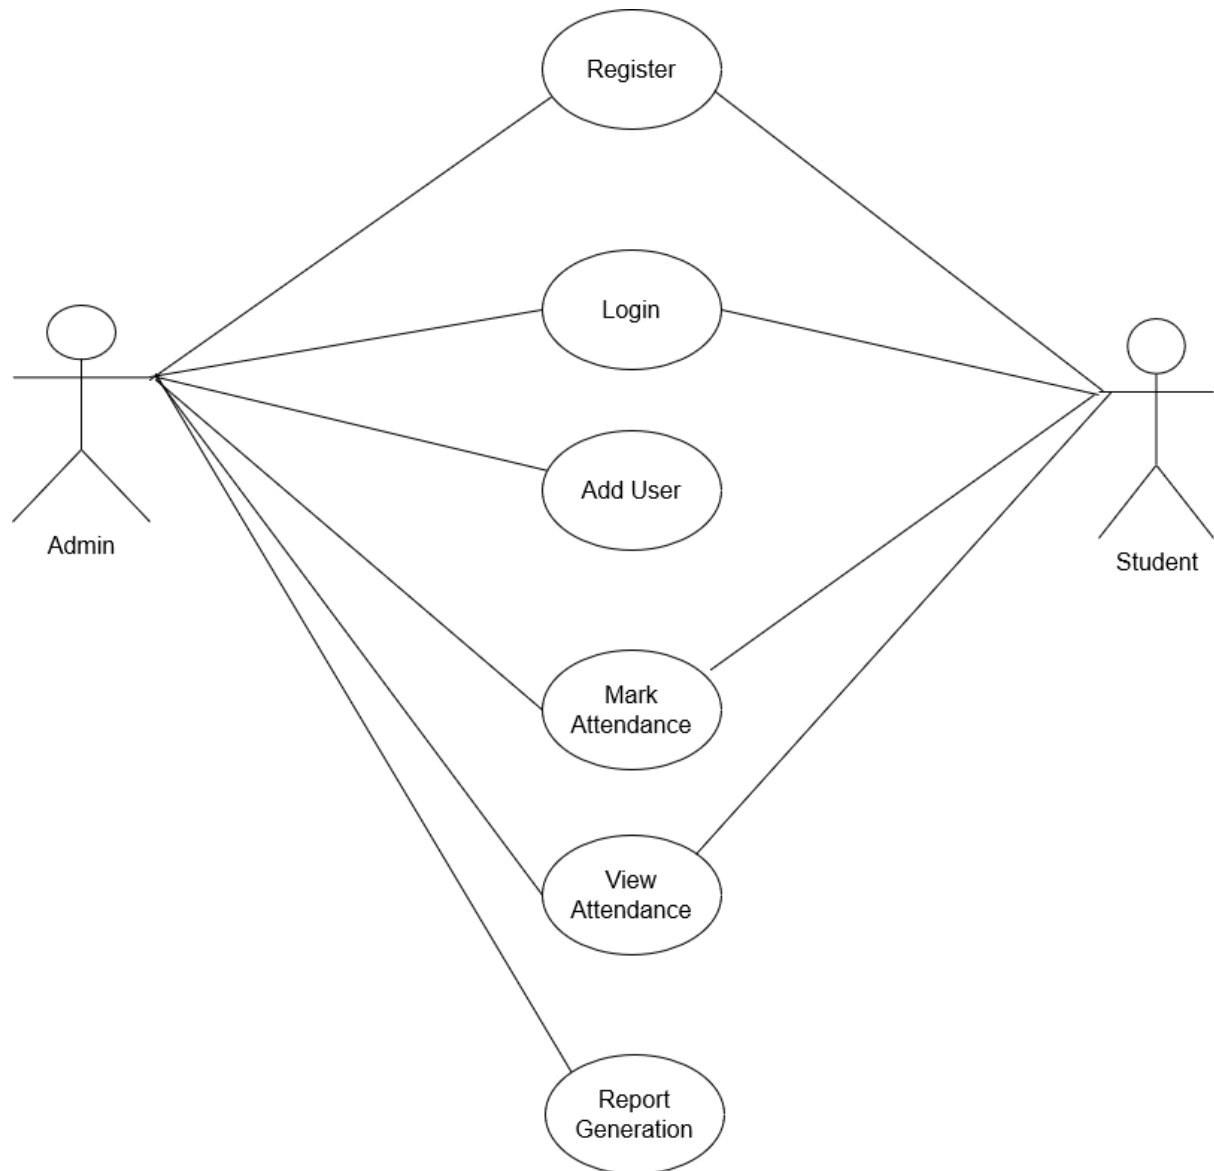 Register
Login
Add User
Admin
Student
Mark
Attendance
View
Attendance
Report
Generation